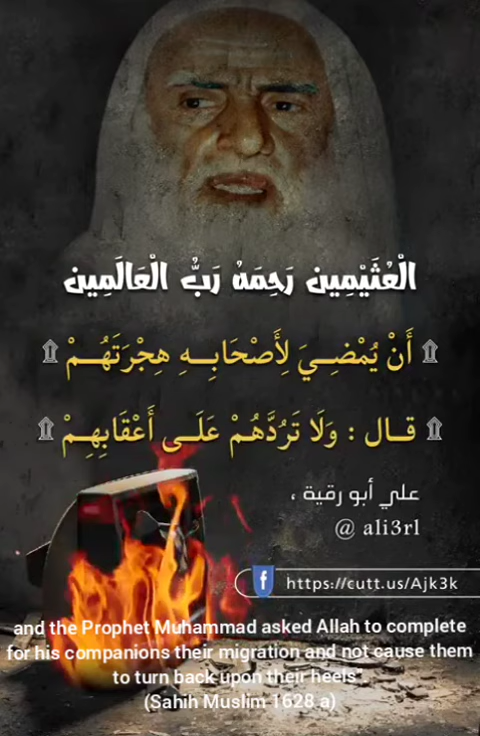 الْعُثَيْمِين رَحِمَهُ رَبُّ الْعَالَمِين
۩ أَنْ يُمْضِيَ لِأَصْحَابِهِ هِجْرَتَهُمْ ۩
۩ قال : وَلَا تَرُدَّهُمْ عَلَى أَعْقَابِهِمْ ۩
علي أبو رقية ،
@ ali3rl
https://cutt.us/Ajk3k
and the Prophet Muhammad asked Allah to complete
for his companions their migration and not cause them
to turn back upon their heels".
(Sahih Muslim 1628 a)